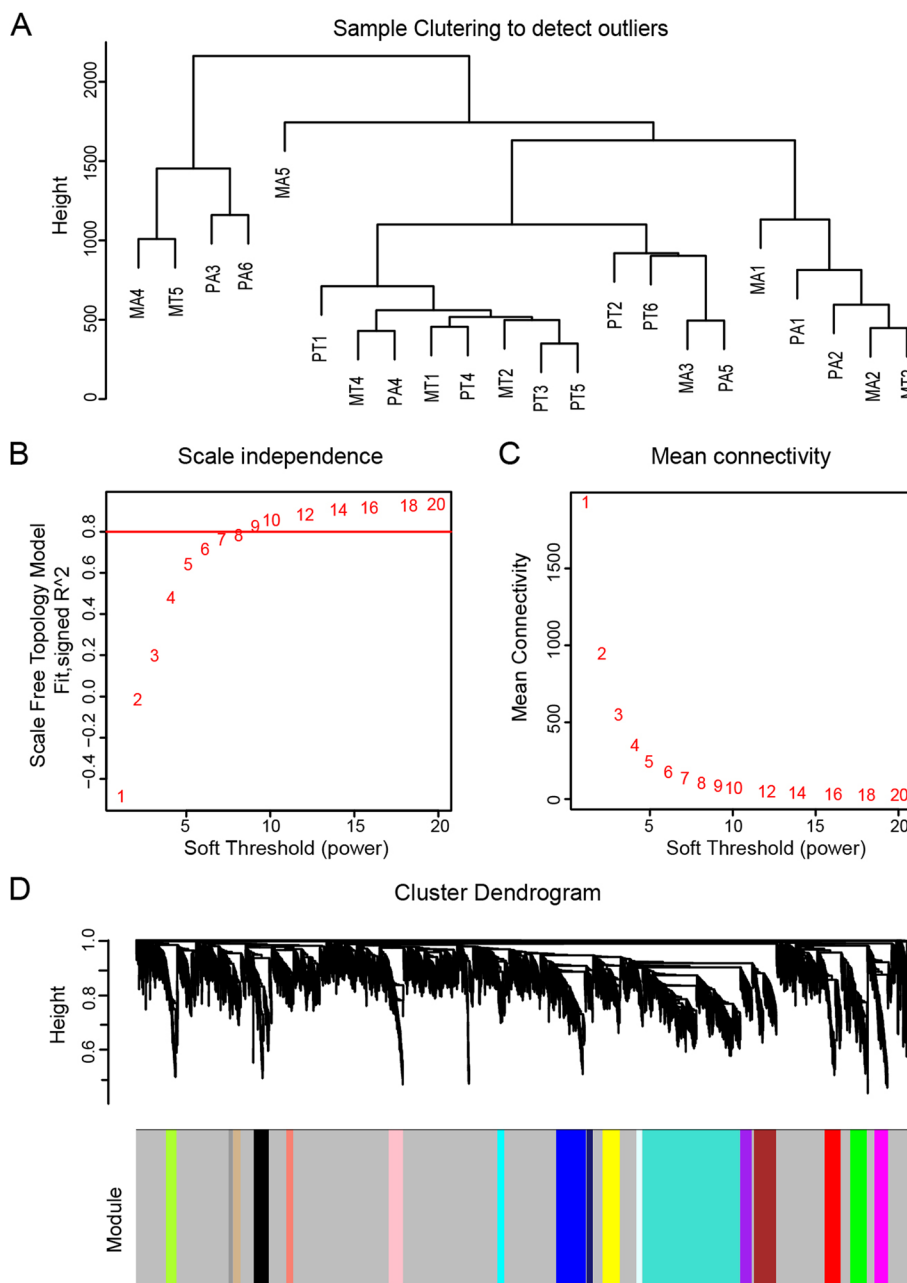 A
Sample Clutering to detect outliers
Height
2000
1500
1000
500
0
MA4
MT5
PA3
PA6
MA5
PT1
MT4
PA4
MT1
PT4
MT2
PT3
PT5
PT2
PT6
MA3
PA5
MA1
PA1
PA2
MA2
B
Scale independence
Scale Free Topology Model
Fit,signed R^2
0.8
0.6
0.4
0.2
0.0
−0.2
−0.4
1
2
3
4
5
6
7
8
9
10
12
14
16
18
20
5 10 15 20
Soft Threshold (power)
C
Mean connectivity
Mean Connectivity
1500
1000
500
0
1
2
3
4
5
6
7
8
9
10
12
14
16
18
20
5 10 15 20
Soft Threshold (power)
D
Cluster Dendrogram
Height
1.0
0.8
0.6
Module